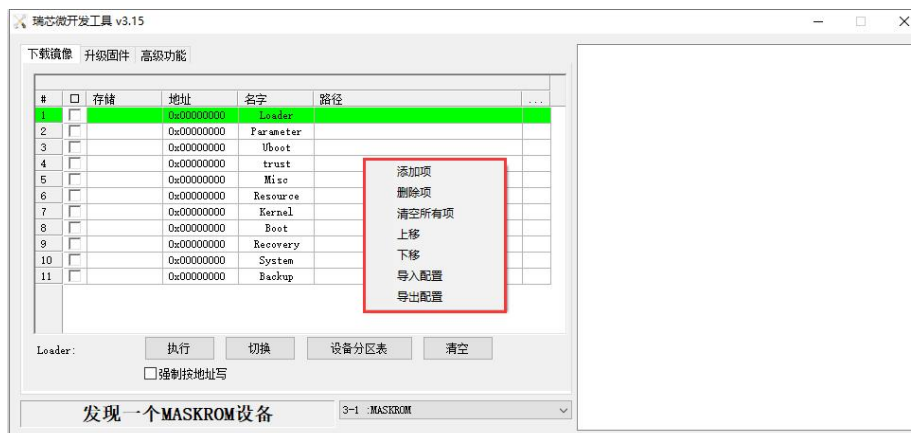 瑞芯微开发工具 v3.15
下载镜像 升级固件 高级功能
# 存储 地址 名字 路径 ...
1 0x00000000 Loader
2 0x00000000 Parameter
3 0x00000000 Uboot
4 0x00000000 trust
5 0x00000000 Misc
6 0x00000000 Resource
7 0x00000000 Kernel
8 0x00000000 Boot
9 0x00000000 Recovery
10 0x00000000 System
11 0x00000000 Backup
添加项
删除项
清空所有项
上移
下移
导入配置
导出配置
Loader: 执行 切换 设备分区表 清空
强制按地址写
发现一个MASKROM设备 3-1 :MASKROM